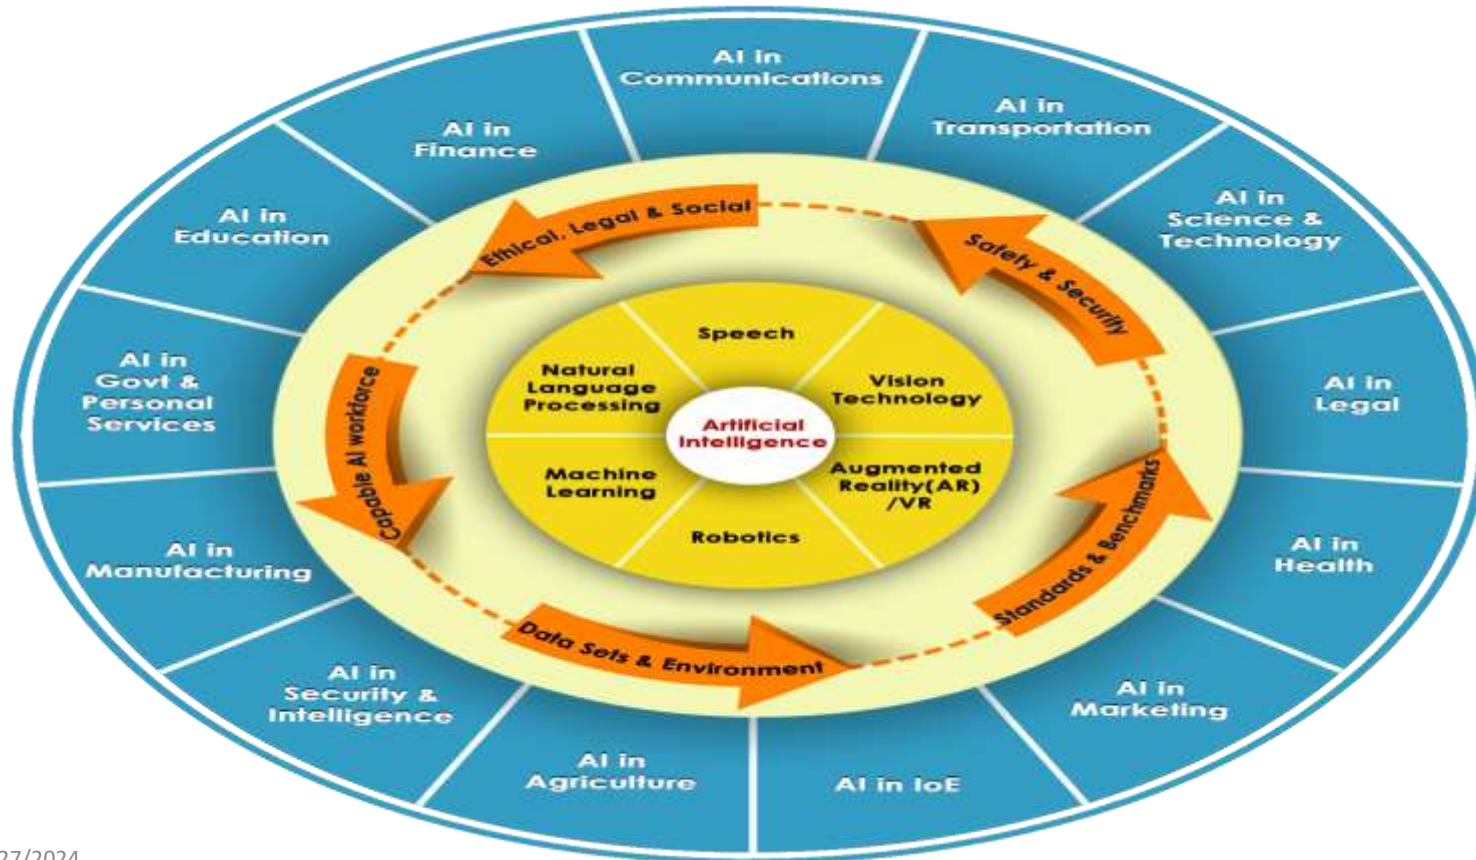 AI in
Communications
AI in
Transportation
AI in
Science &
Technology
AI in
Legal
AI in
Health
AI in
Marketing
AI in IoE
AI in
Agriculture
AI in
Security &
Intelligence
AI in
Manufacturing
AI in
Govt &
Personal
Services
AI in
Education
AI in
Finance
Ethical, Legal & Social
Safety & Security
Standards & Benchmarks
Data Sets & Environment
Capable AI workforce
Speech
Vision
Technology
Augmented
Reality(AR)
/VR
Robotics
Machine
Learning
Natural
Language
Processing
Artificial
Intelligence
27/2024